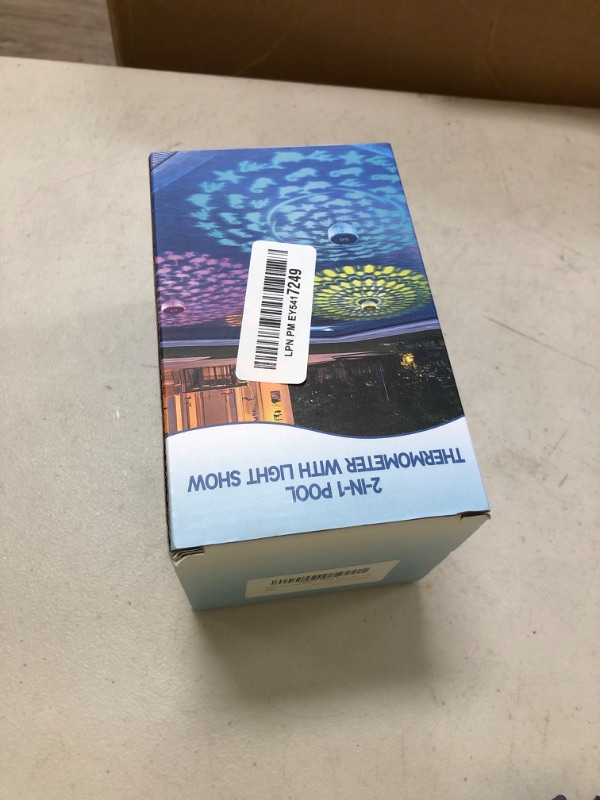 2-IN-1 POOL
THERMOMETER WITH LIGHT SHOW
LPN PM EY5417249